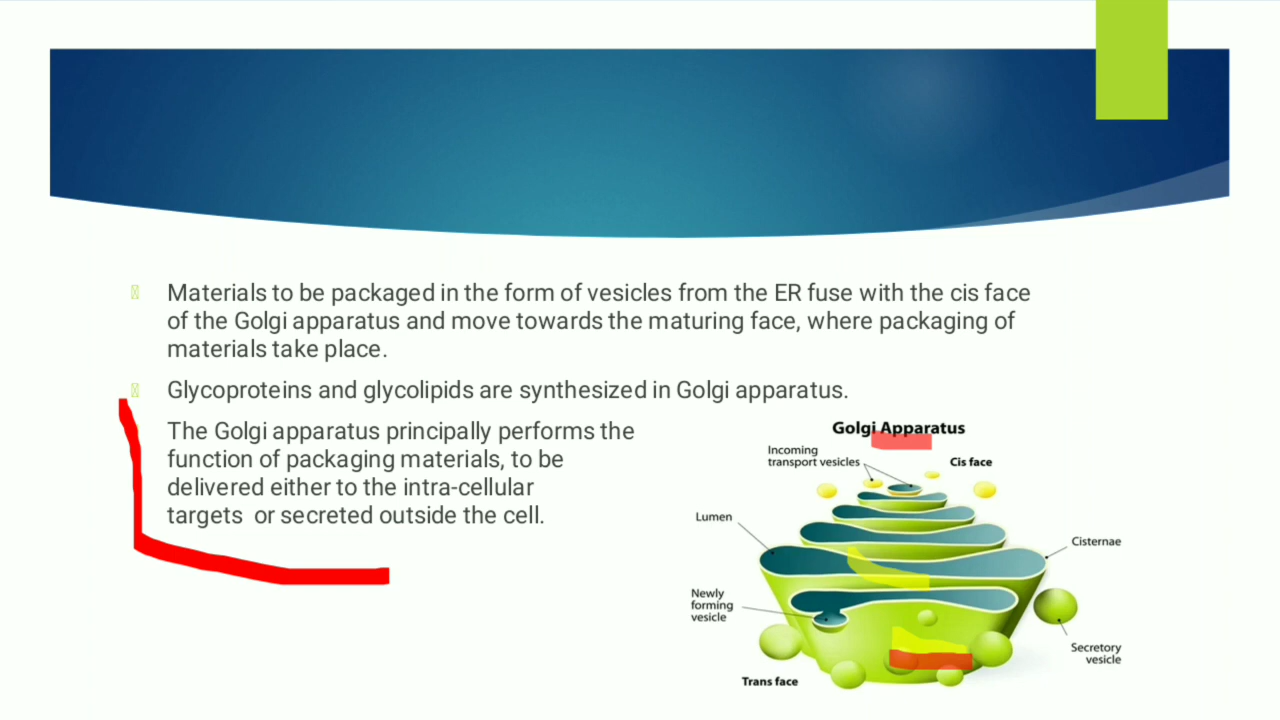 Materials to be packaged in the form of vesicles from the ER fuse with the cis face
of the Golgi apparatus and move towards the maturing face, where packaging of
materials take place.
Glycoproteins and glycolipids are synthesized in Golgi apparatus.
The Golgi apparatus principally performs the
function of packaging materials, to be
delivered either to the intra-cellular
targets or secreted outside the cell.
Golgi Apparatus
Incoming
transport vesicles
Cis face
Lumen
Cisternae
Newly
forming
vesicle
Secretory
vesicle
Trans face